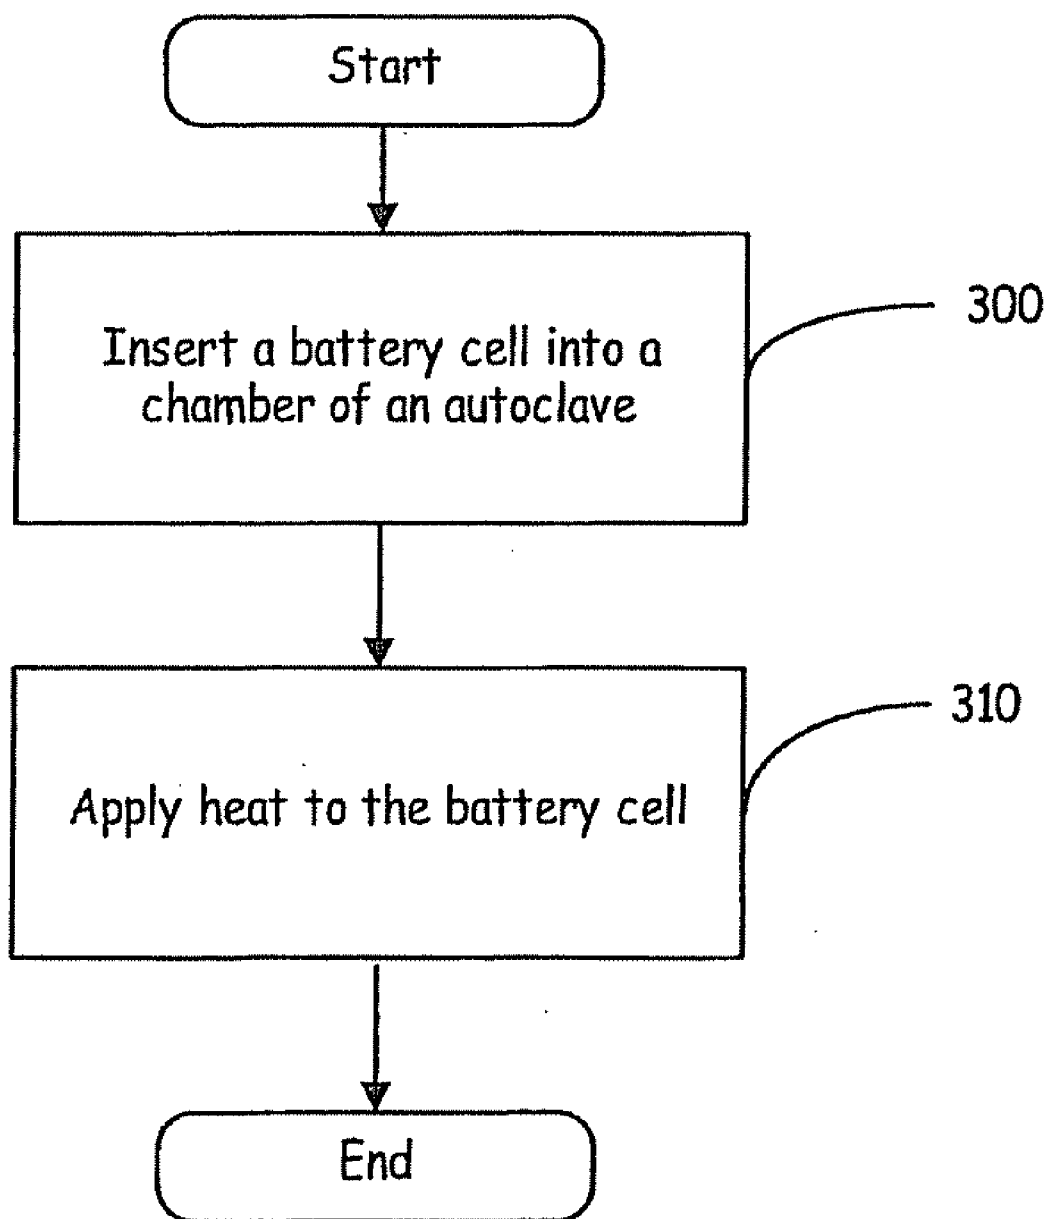 Start
Insert a battery cell into a
chamber of an autoclave
300
Apply heat to the battery cell
310
End